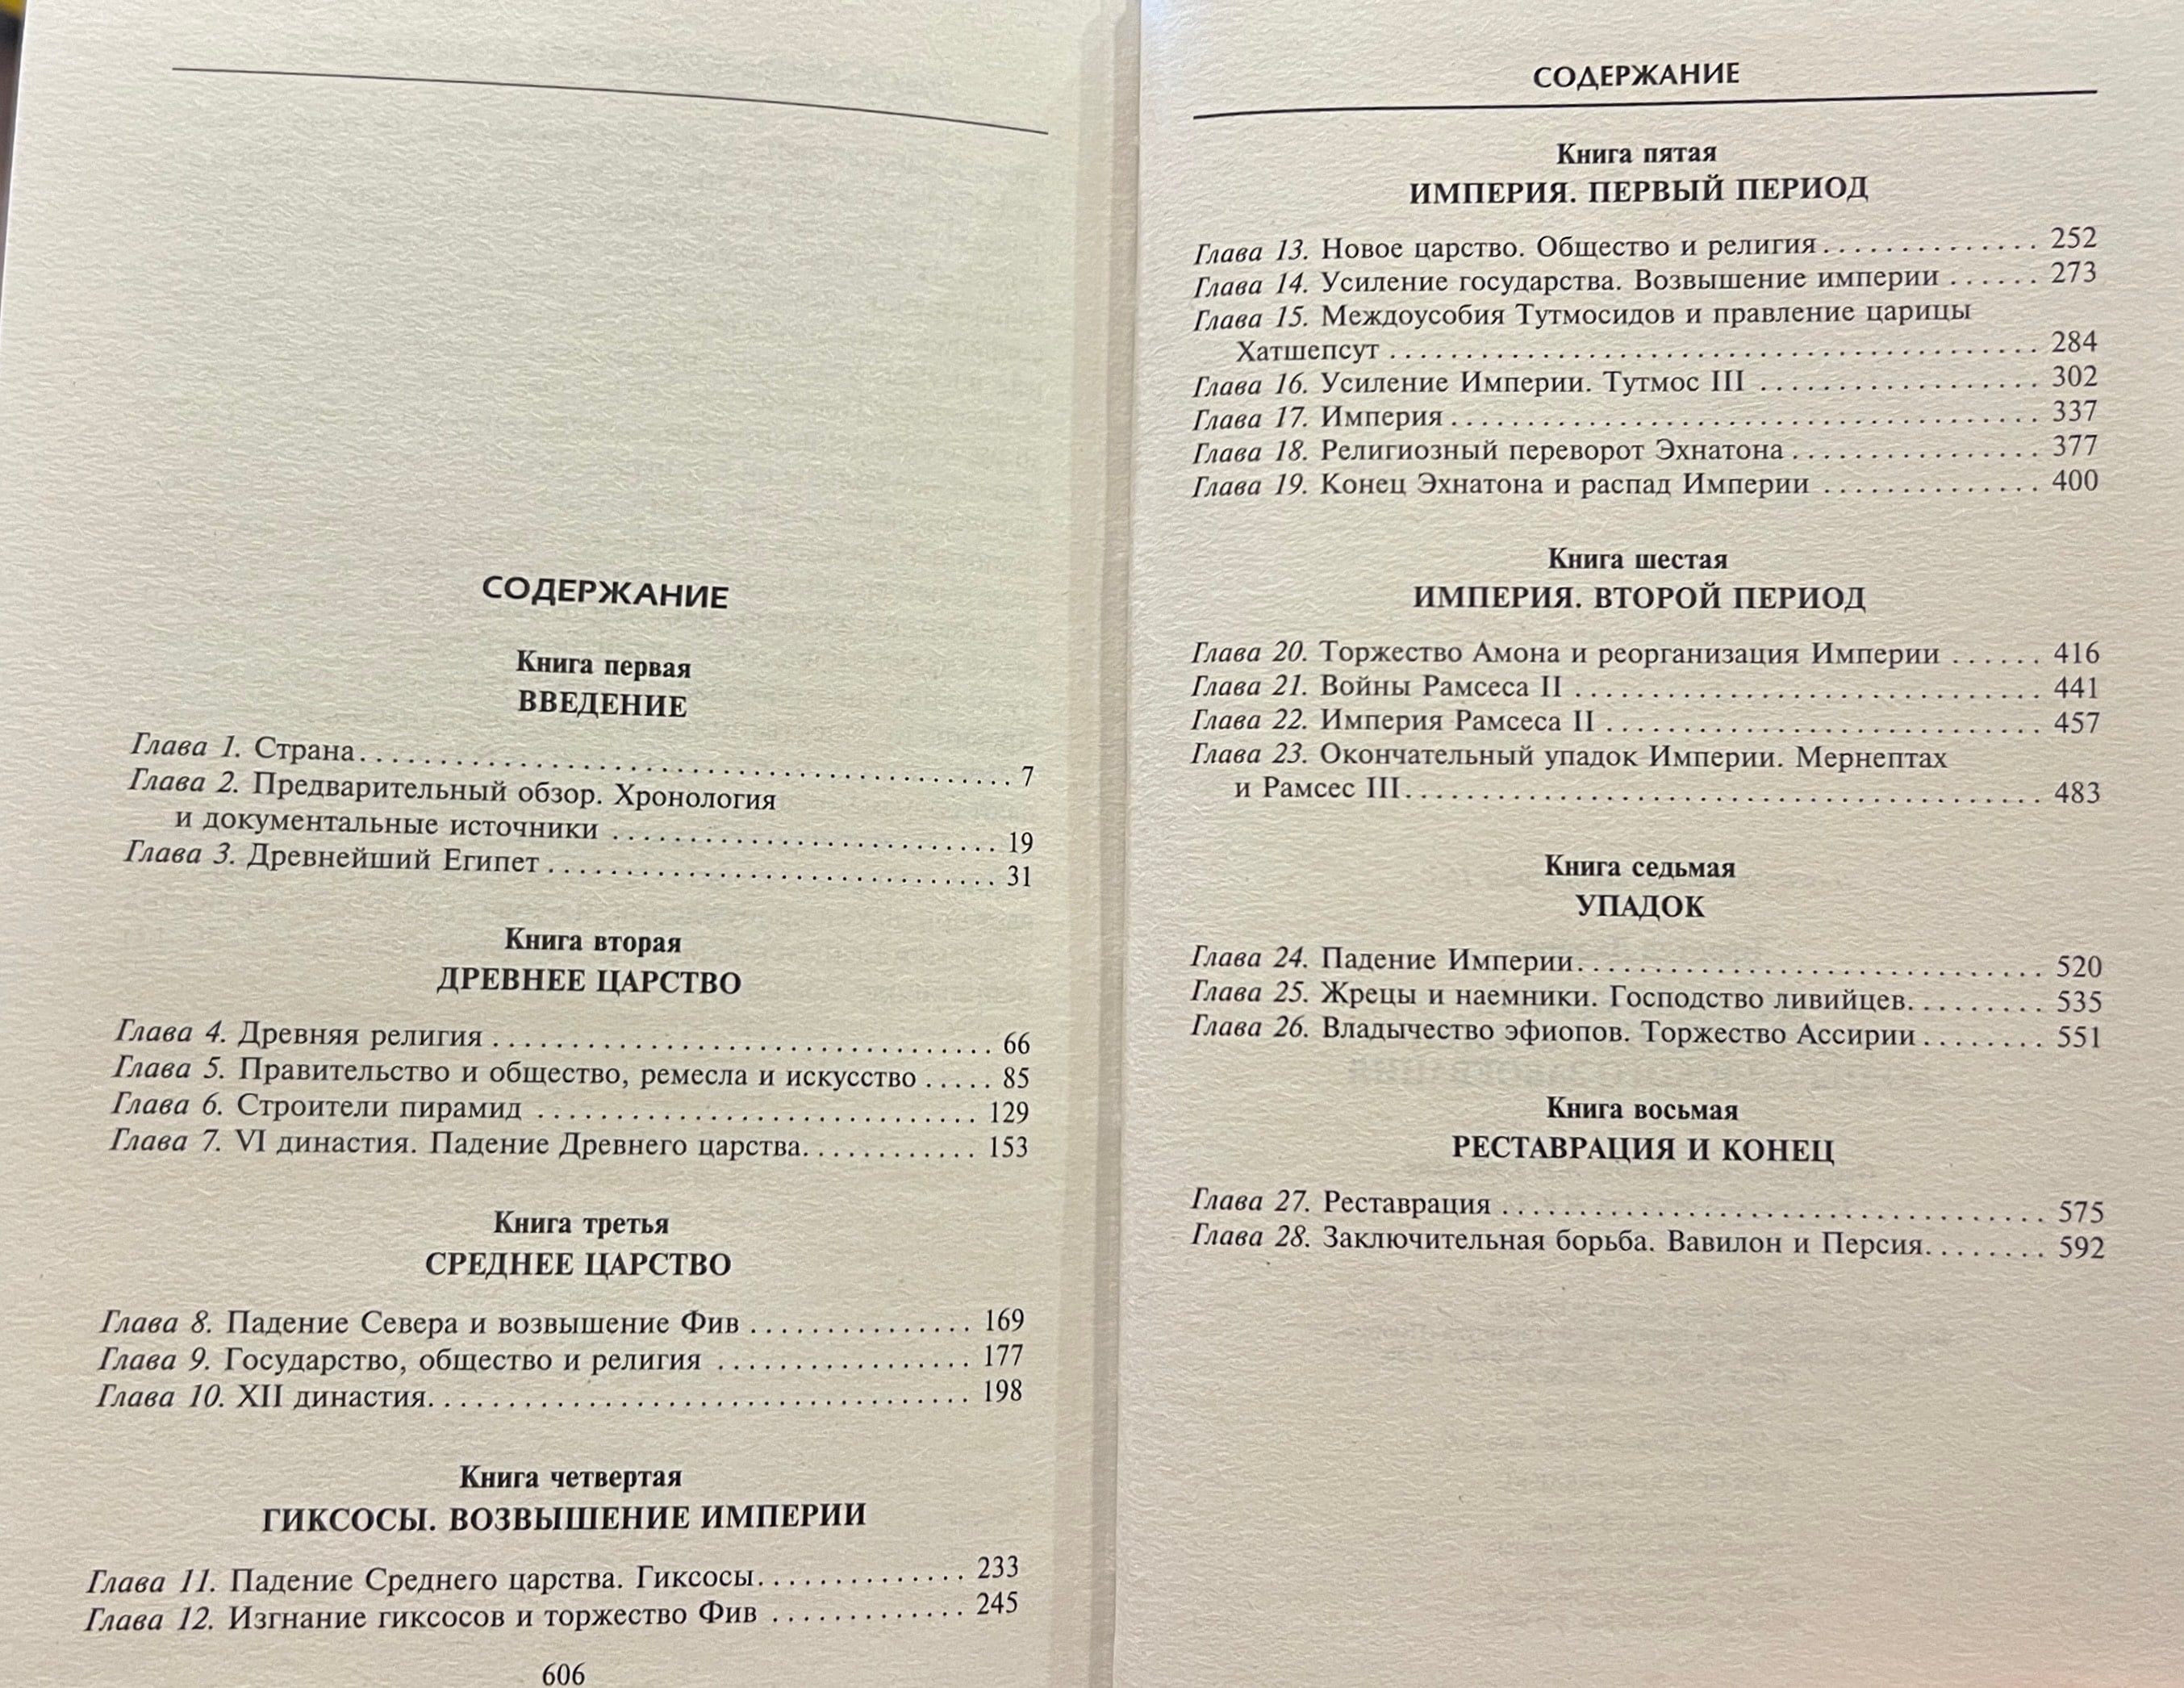 СОДЕРЖАНИЕ
Книга первая
ВВЕДЕНИЕ
Глава 1. Страна 7
Глава 2. Предварительный обзор. Хронология
и документальные источники 19
Глава 3. Древнейший Египет 31
Книга вторая
ДРЕВНЕЕ ЦАРСТВО
Глава 4. Древняя религия 66
Глава 5. Правительство и общество, ремесла и искусство 85
Глава 6. Строители пирамид 129
Глава 7. VI династия. Падение Древнего царства 153
Книга третья
СРЕДНЕЕ ЦАРСТВО
Глава 8. Падение Севера и возвышение Фив 169
Глава 9. Государство, общество и религия 177
Глава 10. XII династия 198
Книга четвертая
ГИКСОСЫ. ВОЗВЫШЕНИЕ ИМПЕРИИ
Глава 11. Падение Среднего царства. Гиксосы 233
Глава 12. Изгнание гиксосов и торжество Фив 245
606
СОДЕРЖАНИЕ
Книга пятая
ИМПЕРИЯ. ПЕРВЫЙ ПЕРИОД
Глава 13. Новое царство. Общество и религия 252
Глава 14. Усиление государства. Возвышение империи 273
Глава 15. Междоусобия Тутмосидов и правление царицы
Хатшепсут 284
Глава 16. Усиление Империи. Тутмос III 302
Глава 17. Империя 337
Глава 18. Религиозный переворот Эхнатона 377
Глава 19. Конец Эхнатона и распад Империи 400
Книга шестая
ИМПЕРИЯ. ВТОРОЙ ПЕРИОД
Глава 20. Торжество Амона и реорганизация Империи 416
Глава 21. Войны Рамсеса II 441
Глава 22. Империя Рамсеса II 457
Глава 23. Окончательный упадок Империи. Мернептах
и Рамсес III 483
Книга седьмая
УПАДОК
Глава 24. Падение Империи 520
Глава 25. Жрецы и наемники. Господство ливийцев 535
Глава 26. Владычество эфиопов. Торжество Ассирии 551
Книга восьмая
РЕСТАВРАЦИЯ И КОНЕЦ
Глава 27. Реставрация 575
Глава 28. Заключительная борьба. Вавилон и Персия 592